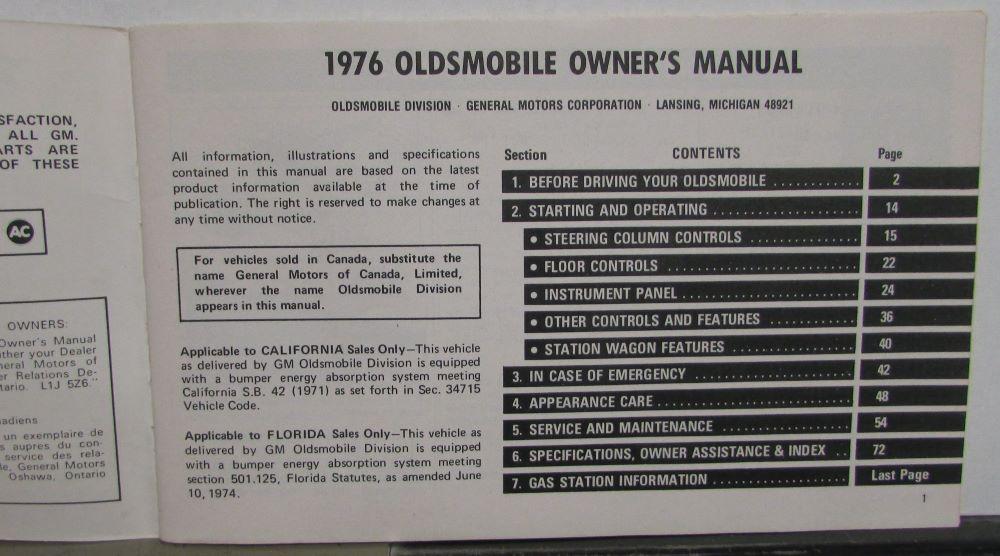 SFACTION,
ALL GM.
ARTS ARE
OF THESE
AC
OWNERS:
Owner's Manual
ither your Dealer
neral Motors of
er Relations De-
tario. L1J 5Z6."
adiens
un exemplaire de
s aupres du con-
service des rela-
le, General Motors
Oshawa, Ontario
1976 OLDSMOBILE OWNER'S MANUAL
OLDSMOBILE DIVISION · GENERAL MOTORS CORPORATION · LANSING, MICHIGAN 48921
All information, illustrations and specifications
contained in this manual are based on the latest
product information available at the time of
publication. The right is reserved to make changes at
any time without notice.
For vehicles sold in Canada, substitute the
name General Motors of Canada, Limited,
wherever the name Oldsmobile Division
appears in this manual.
Applicable to CALIFORNIA Sales Only—This vehicle
as delivered by GM Oldsmobile Division is equipped
with a bumper energy absorption system meeting
California S.B. 42 (1971) as set forth in Sec. 34715
Vehicle Code.
Applicable to FLORIDA Sales Only—This vehicle as
delivered by GM Oldsmobile Division is equipped
with a bumper energy absorption system meeting
section 501.125, Florida Statutes, as amended June
10, 1974.
Section CONTENTS Page
1. BEFORE DRIVING YOUR OLDSMOBILE ............. 2
2. STARTING AND OPERATING ...................... 14
• STEERING COLUMN CONTROLS ................ 15
• FLOOR CONTROLS ............................ 22
• INSTRUMENT PANEL .......................... 24
• OTHER CONTROLS AND FEATURES ............. 36
• STATION WAGON FEATURES ................... 40
3. IN CASE OF EMERGENCY ........................ 42
4. APPEARANCE CARE ............................. 48
5. SERVICE AND MAINTENANCE .................... 54
6. SPECIFICATIONS, OWNER ASSISTANCE & INDEX .. 72
7. GAS STATION INFORMATION .................... Last Page
1